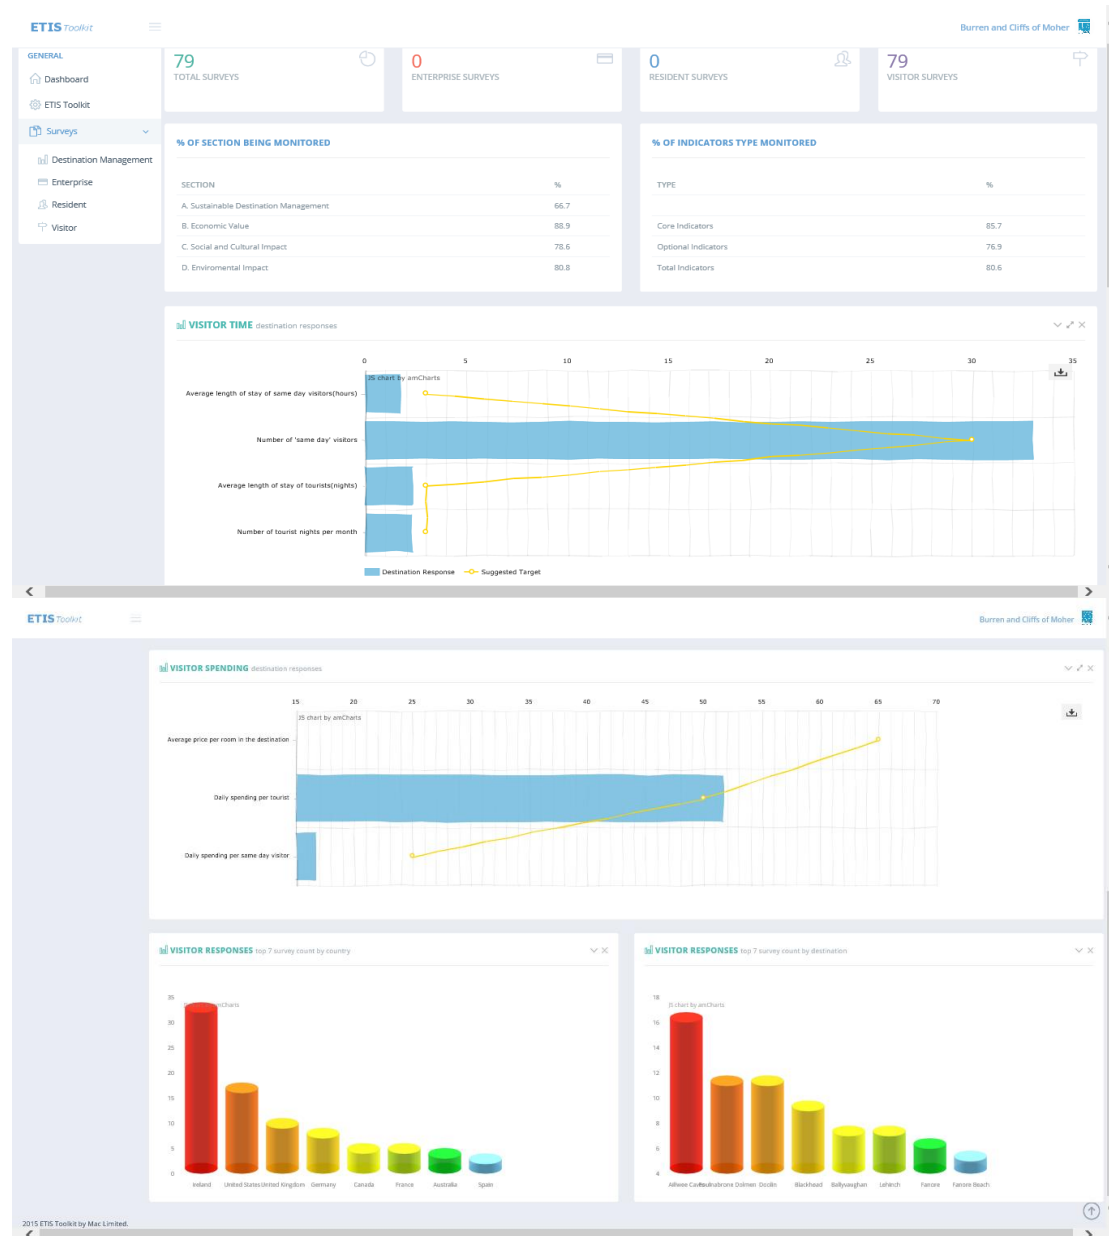 ETIS Toolkit
Burren and Cliffs of Moher
GENERAL
Dashboard
ETIS Toolkit
Surveys
Destination Management
Enterprise
Resident
Visitor
79
TOTAL SURVEYS
0
ENTERPRISE SURVEYS
0
RESIDENT SURVEYS
79
VISITOR SURVEYS
% OF SECTION BEING MONITORED
SECTION %
A. Sustainable Destination Management 66.7
B. Economic Value 88.9
C. Social and Cultural Impact 78.6
D. Enviromental Impact 80.8
% OF INDICATORS TYPE MONITORED
TYPE %
Core Indicators 85.7
Optional Indicators 76.9
Total Indicators 80.6
VISITOR TIME destination responses
0 5 10 15 20 25 30 35
JS chart by amCharts
Average length of stay of same day visitors(hours)
Number of 'same day' visitors
Average length of stay of tourists(nights)
Number of tourist nights per month
Destination Response Suggested Target
ETIS Toolkit
Burren and Cliffs of Moher
VISITOR SPENDING destination responses
15 20 25 30 35 40 45 50 55 60 65 70
JS chart by amCharts
Average price per room in the destination
Daily spending per tourist
Daily spending per same day visitor
VISITOR RESPONSES top 7 survey count by country
35
amCharts
30
25
20
15
10
5
0
Ireland United States United Kingdom Germany Canada France Australia Spain
VISITOR RESPONSES top 7 survey count by destination
18
JS chart by amCharts
16
14
12
10
8
6
4
Aillwee Dolmen Doolin Blackhead Ballyvaughan Lehinch Fanore Fanore Beach
2015 ETIS Toolkit by Mac Limited.